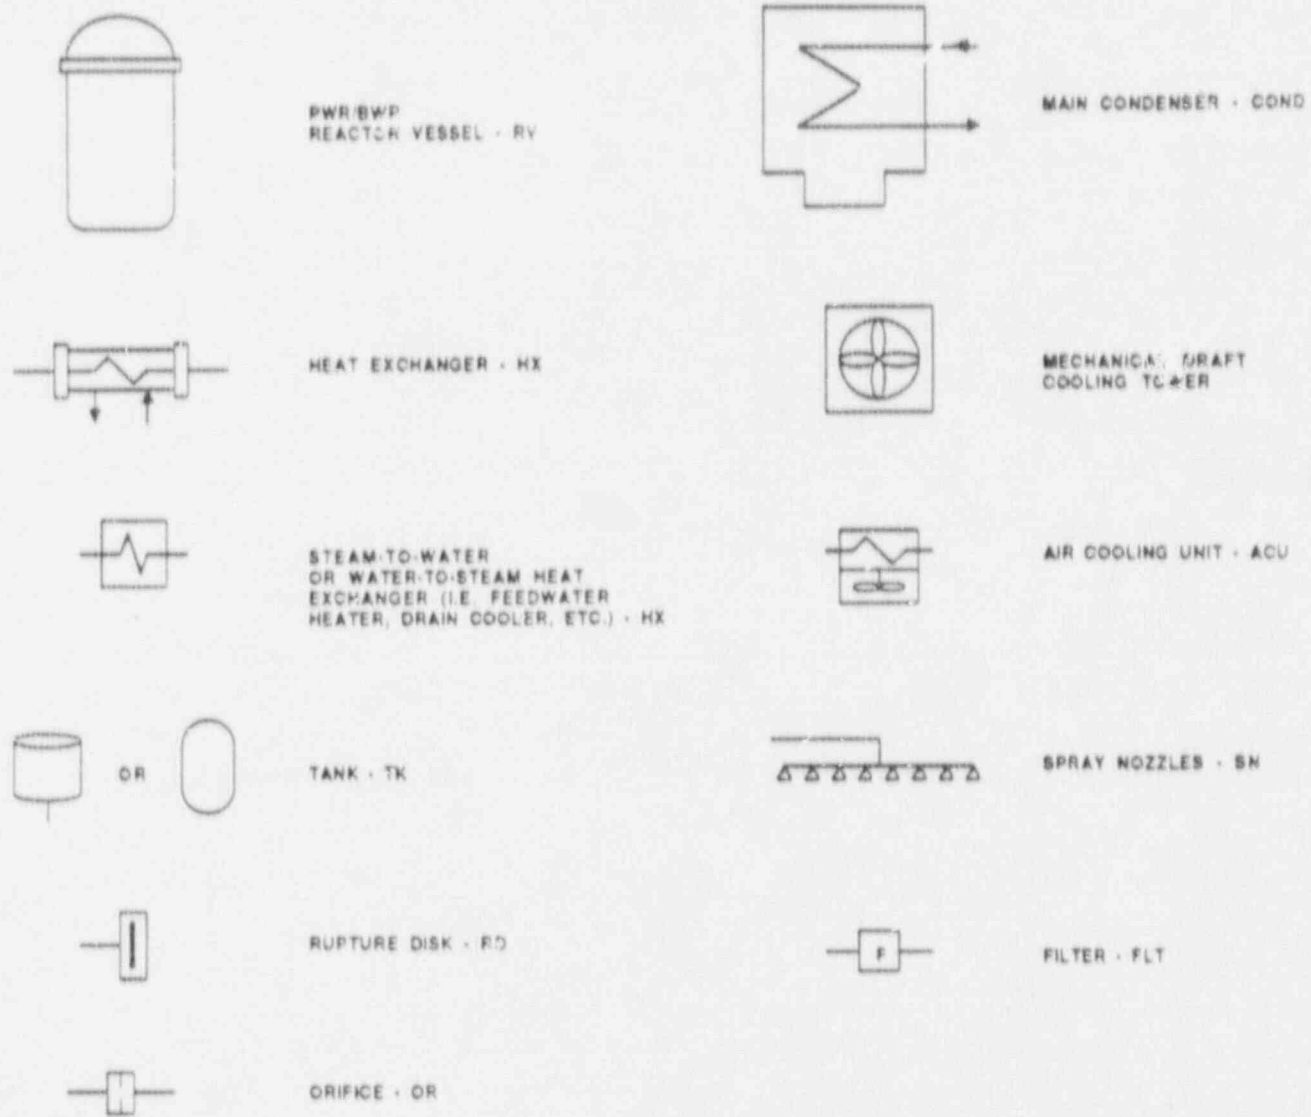 PWR/BWR
REACTOR VESSEL - RV
MAIN CONDENSER - COND
HEAT EXCHANGER - HX
MECHANICAL DRAFT
COOLING TOWER
STEAM-TO-WATER
OR WATER-TO-STEAM HEAT
EXCHANGER (I.E. FEEDWATER
HEATER, DRAIN COOLER, ETC.) - HX
AIR COOLING UNIT - ACU
OR
TANK - TK
SPRAY NOZZLES - SN
RUPTURE DISK - RD
F
FILTER - FLT
ORIFICE - OR